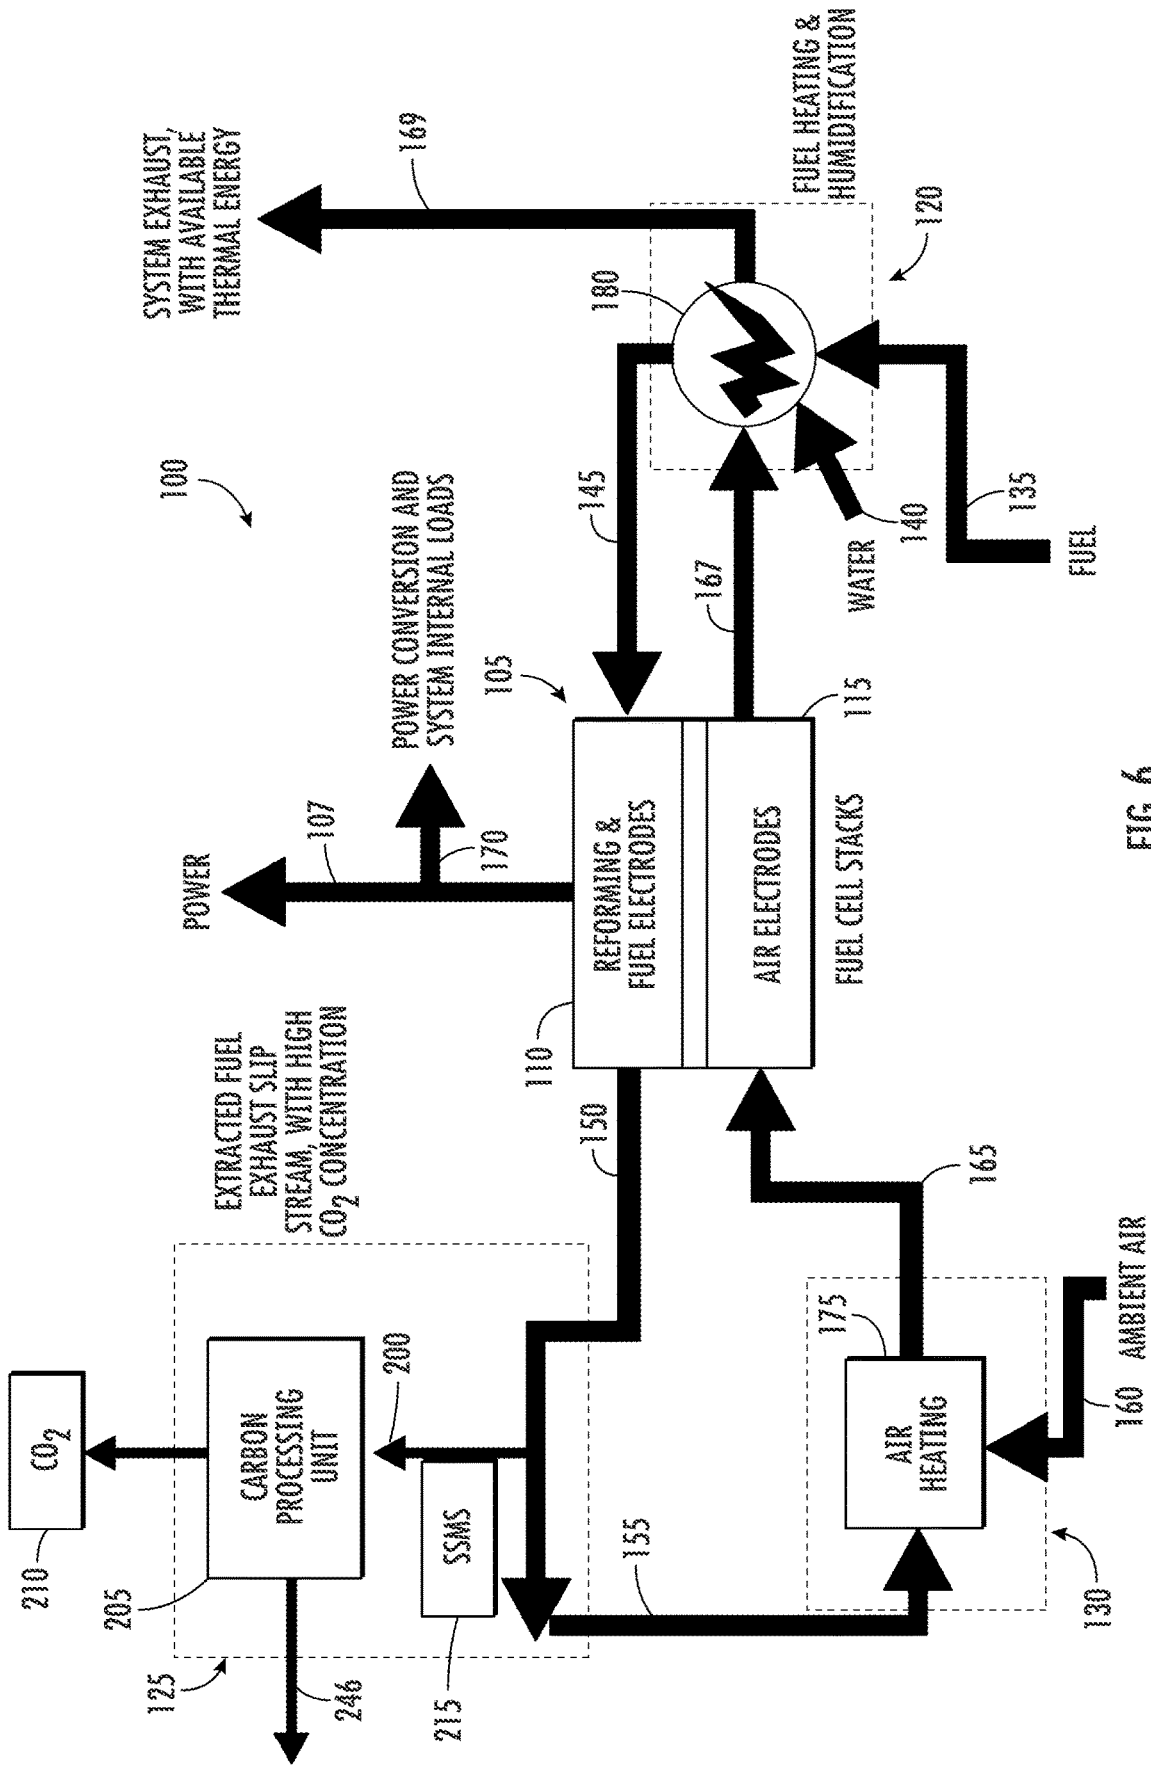 210
CO2
125
205
246
215
CARBON
PROCESSING
UNIT
SSMS
200
EXTRACTED FUEL
EXHAUST SLIP
STREAM, WITH HIGH
CO2 CONCENTRATION
POWER
107
170
POWER CONVERSION AND
SYSTEM INTERNAL LOADS
100
SYSTEM EXHAUST,
WITH AVAILABLE
THERMAL ENERGY
169
155
150
110
105
145
180
REFORMING &
FUEL ELECTRODES
AIR ELECTRODES
FUEL CELL STACKS
115
167
FUEL HEATING &
HUMIDIFICATION
120
WATER
140
135
FUEL
175
AIR
HEATING
165
130
160
AMBIENT AIR
FIG. 6